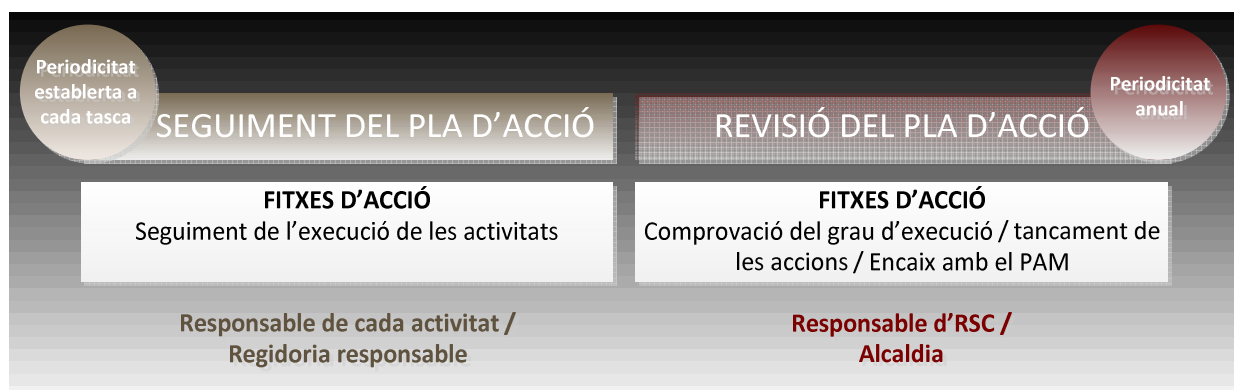 Periodicitat
establerta a
cada tasca
SEGUIMENT DEL PLA D’ACCIÓ
FITXES D’ACCIÓ
Seguiment de l’execució de les activitats
Responsable de cada activitat /
Regidoria responsable
Periodicitat
anual
REVISIÓ DEL PLA D’ACCIÓ
FITXES D’ACCIÓ
Comprovació del grau d’execució / tancament de
les accions / Encaix amb el PAM
Responsable d’RSC /
Alcaldia